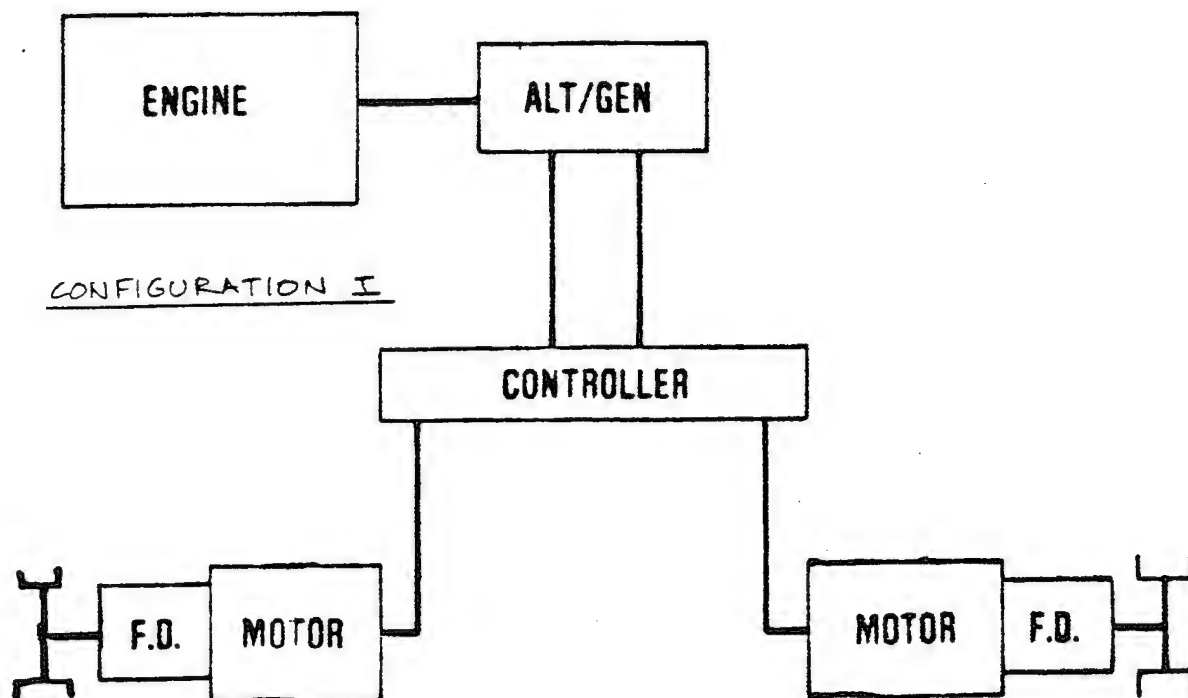 ENGINE
ALT/GEN
CONFIGURATION I
CONTROLLER
F.D.
MOTOR
MOTOR
F.D.